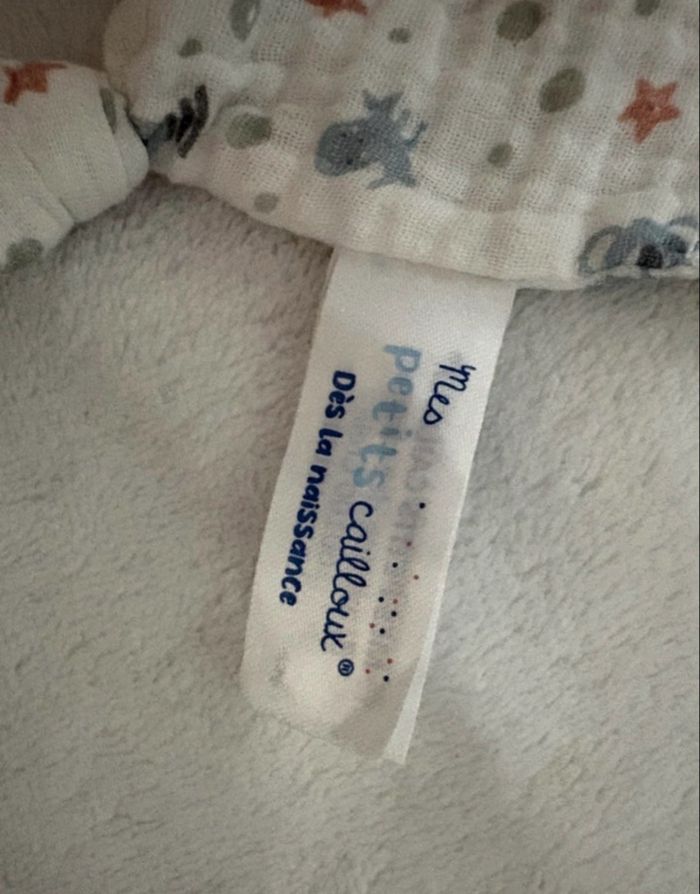 Mes
petits cailloux®
Dès la naissance